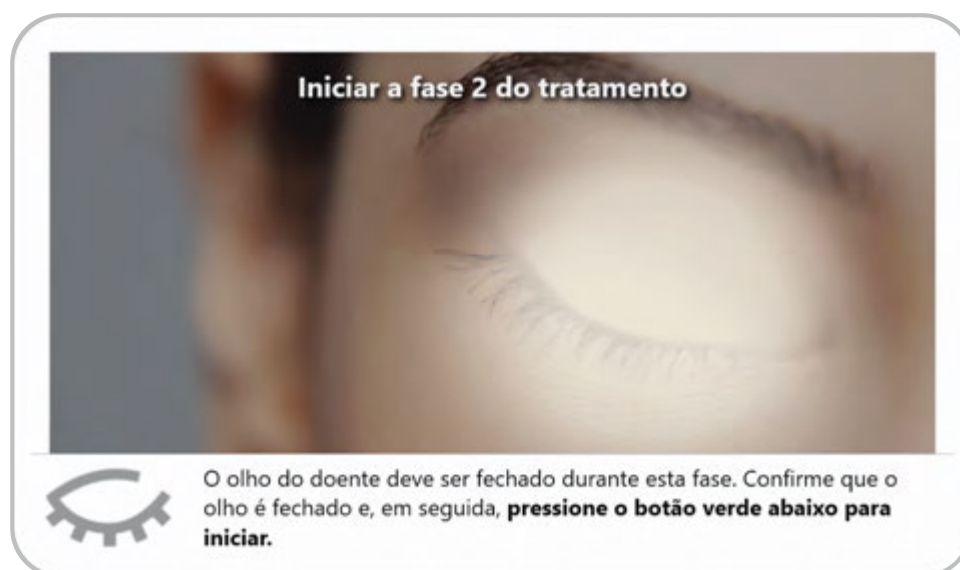 Iniciar a fase 2 do tratamento
O olho do doente deve ser fechado durante esta fase. Confirme que o
olho é fechado e, em seguida, pressione o botão verde abaixo para
iniciar.